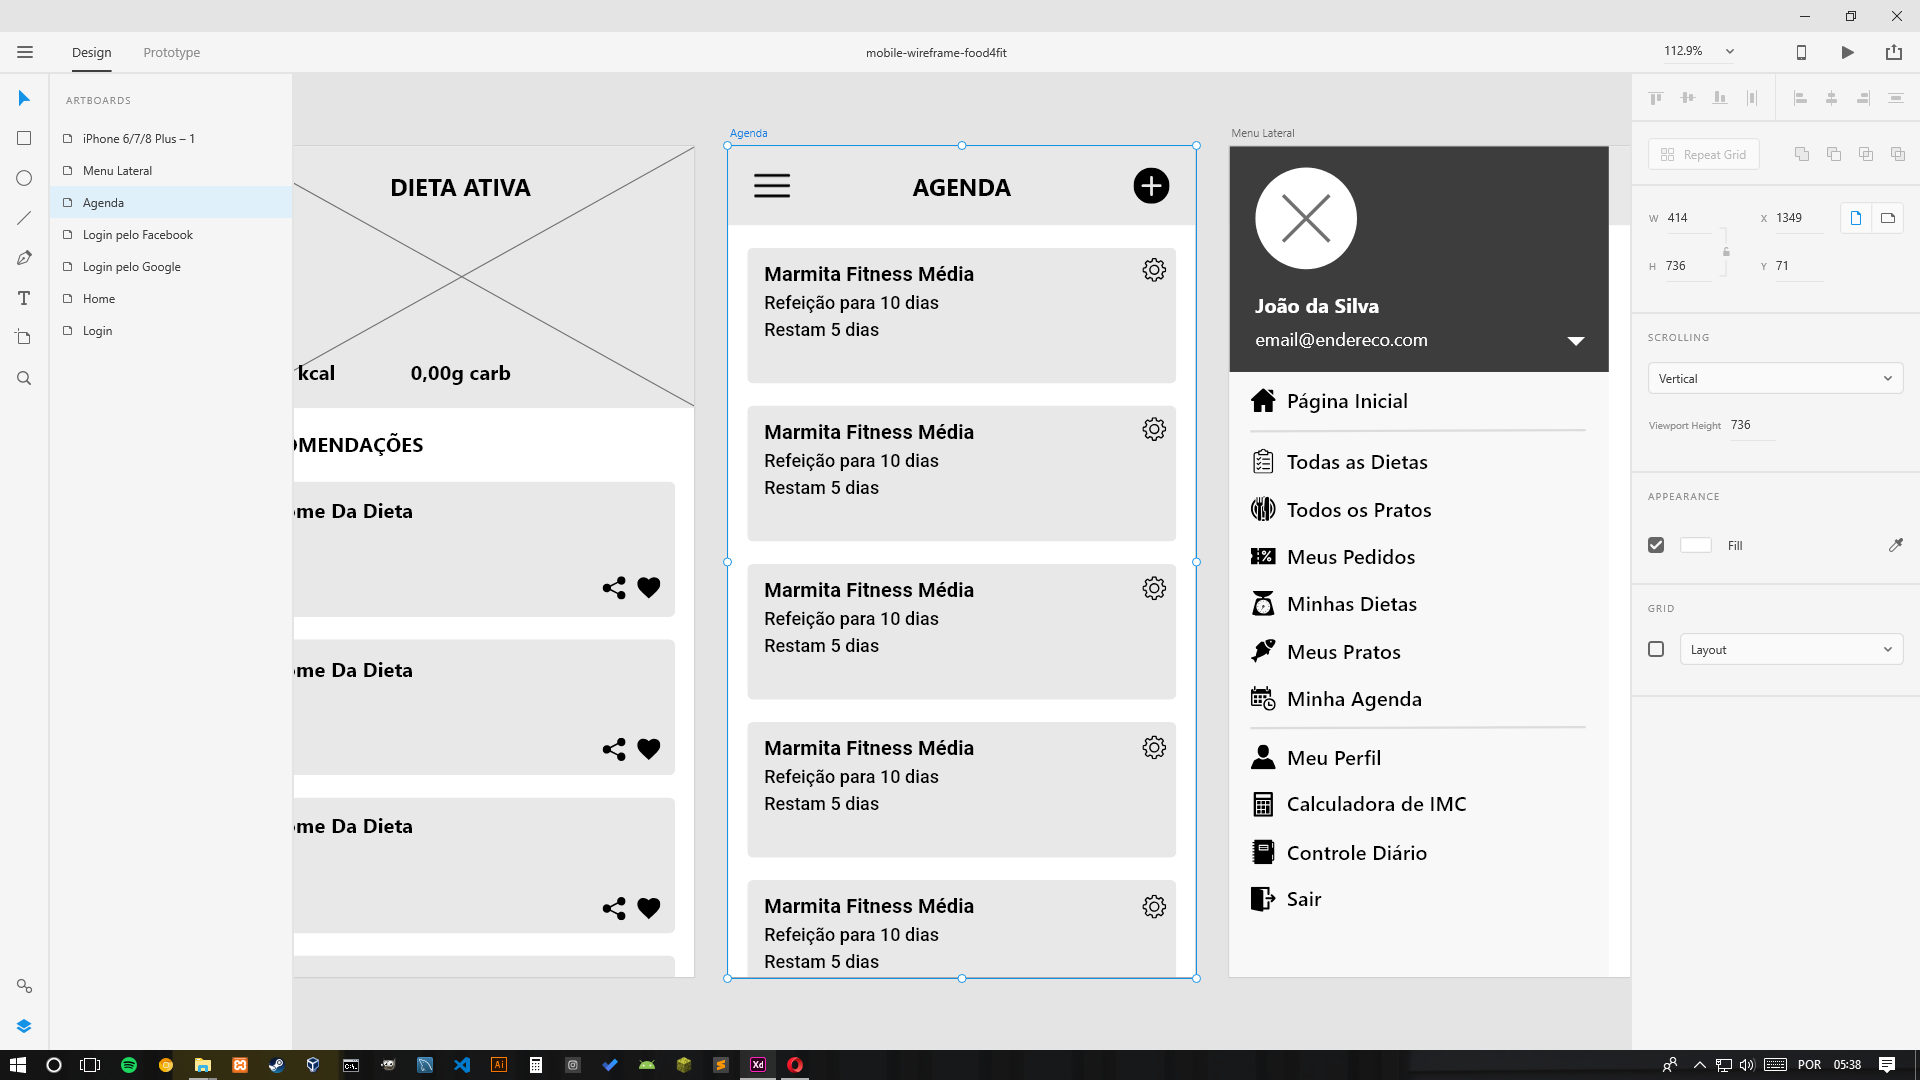 Design
Prototype
mobile-wireframe-food4fit
112.9%
ARTBOARDS
iPhone 6/7/8 Plus – 1
Menu Lateral
Agenda
Login pelo Facebook
Login pelo Google
Home
Login
DIETA ATIVA
kcal
0,00g carb
OMENDAÇÕES
ome Da Dieta
ome Da Dieta
ome Da Dieta
Agenda
AGENDA
Marmita Fitness Média
Refeição para 10 dias
Restam 5 dias
Marmita Fitness Média
Refeição para 10 dias
Restam 5 dias
Marmita Fitness Média
Refeição para 10 dias
Restam 5 dias
Marmita Fitness Média
Refeição para 10 dias
Restam 5 dias
Marmita Fitness Média
Refeição para 10 dias
Restam 5 dias
Menu Lateral
João da Silva
email@endereco.com
Página Inicial
Todas as Dietas
Todos os Pratos
Meus Pedidos
Minhas Dietas
Meus Pratos
Minha Agenda
Meu Perfil
Calculadora de IMC
Controle Diário
Sair
Repeat Grid
W 414
X 1349
H 736
Y 71
SCROLLING
Vertical
Viewport Height 736
APPEARANCE
Fill
GRID
Layout
Ai
Xd
POR
05:38